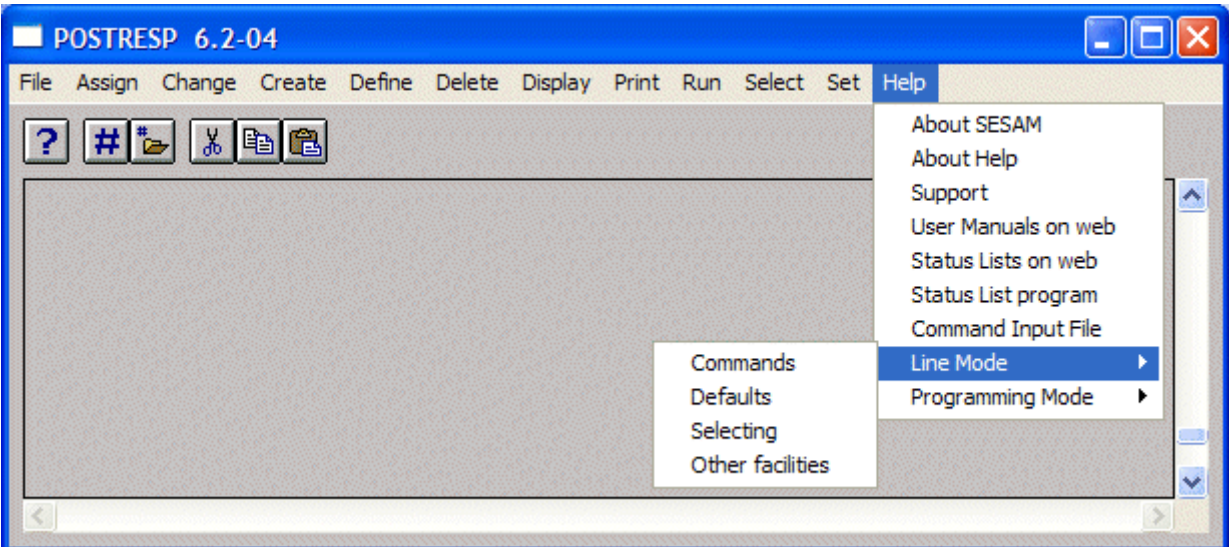 POSTRESP 6.2-04
File Assign Change Create Define Delete Display Print Run Select Set Help
? # #
About SESAM
About Help
Support
User Manuals on web
Status Lists on web
Status List program
Command Input File
Line Mode
Programming Mode
Commands
Defaults
Selecting
Other facilities